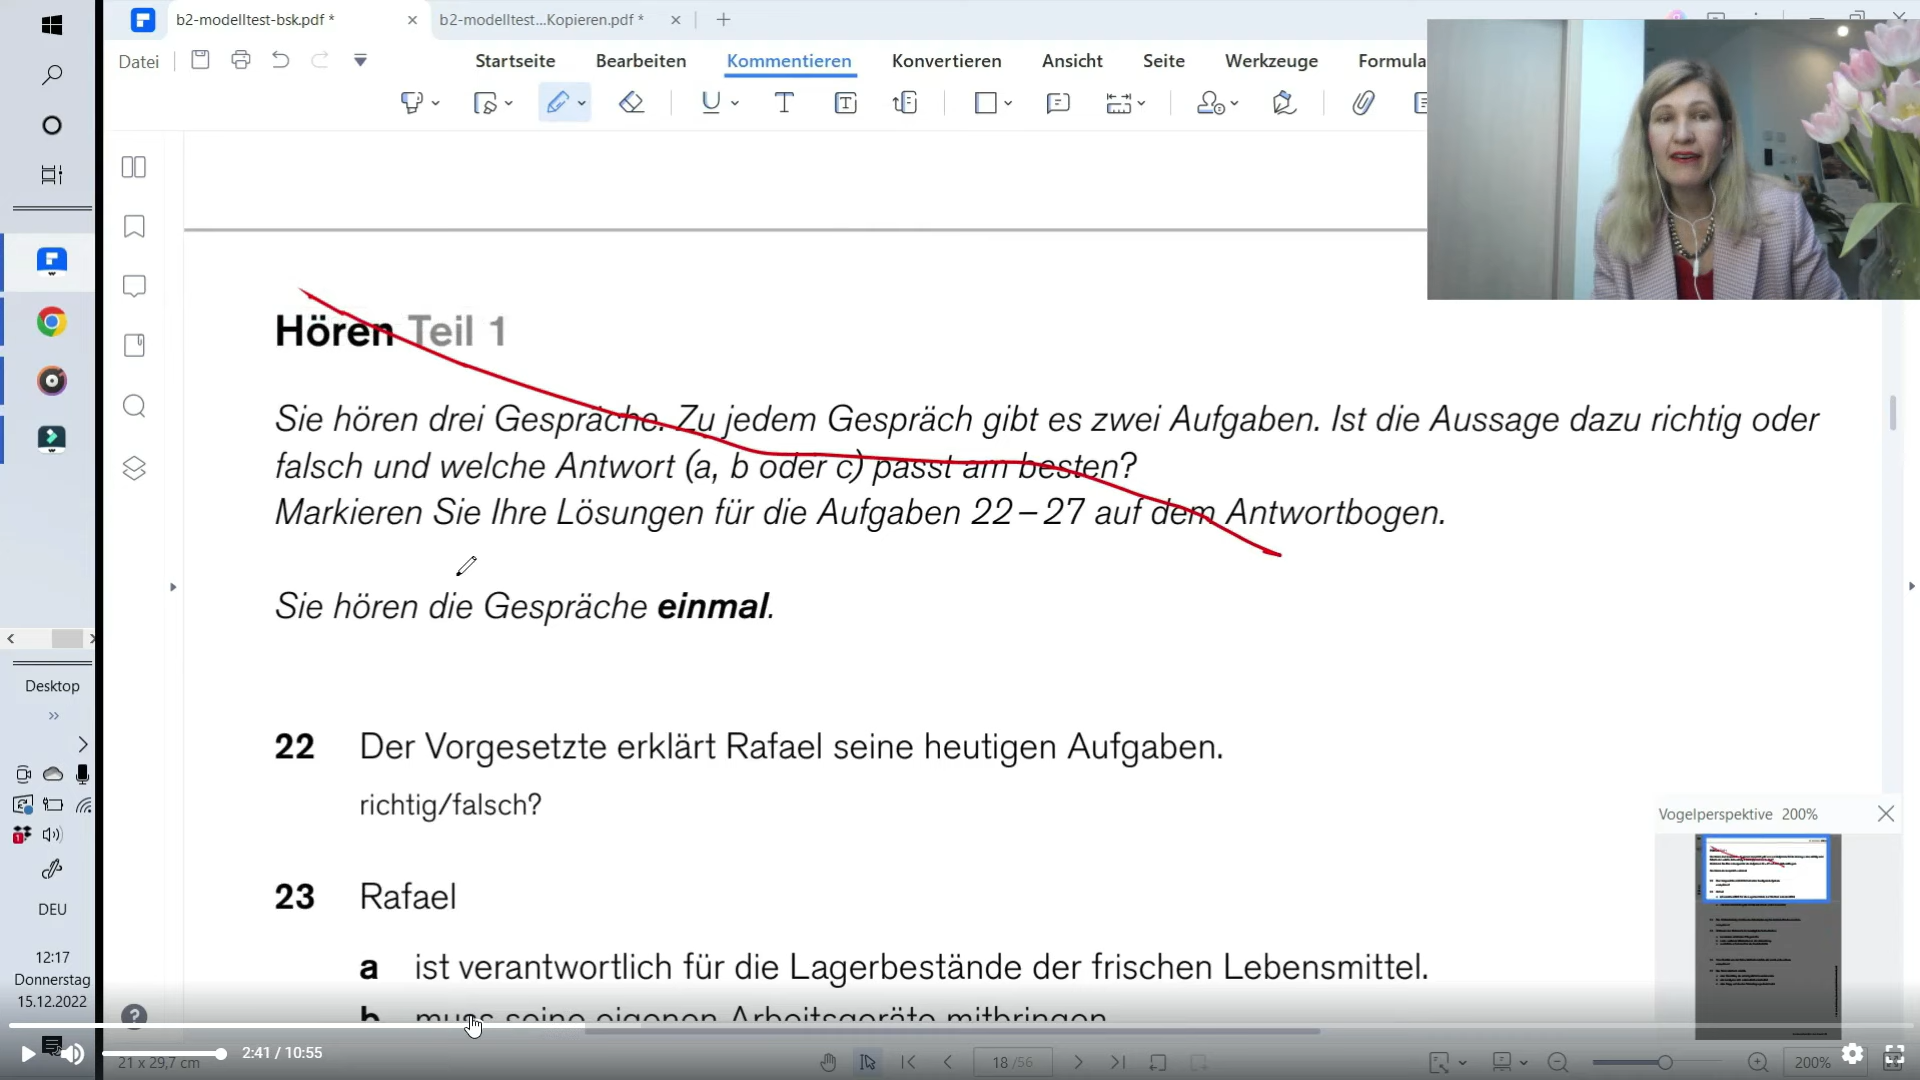 b2-modelltest-bsk.pdf *
b2-modelltest...Kopieren.pdf *
Datei
Startseite
Bearbeiten
Kommentieren
Konvertieren
Ansicht
Seite
Werkzeuge
Formula
Hören Teil 1
Sie hören drei Gespräche. Zu jedem Gespräch gibt es zwei Aufgaben. Ist die Aussage dazu richtig oder
falsch und welche Antwort (a, b oder c) passt am besten?
Markieren Sie Ihre Lösungen für die Aufgaben 22–27 auf dem Antwortbogen.
Sie hören die Gespräche einmal.
22 Der Vorgesetzte erklärt Rafael seine heutigen Aufgaben.
richtig/falsch?
23 Rafael
a ist verantwortlich für die Lagerbestände der frischen Lebensmittel.
b muss seine eigenen Arbeitsgeräte mitbringen
Vogelperspektive 200%
Desktop
DEU
12:17
Donnerstag
15.12.2022
2:41 / 10:55
21 x 29,7 cm
18 /56
200%